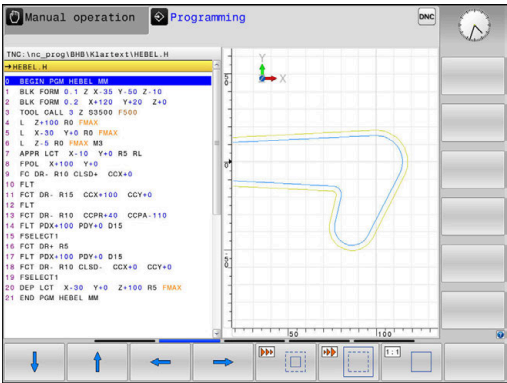 Manual operation
Programming
DNC
TNC:\nc_prog\BHB\Klartext\HEBEL.H
→HEBEL.H
0 BEGIN PGM HEBEL MM
1 BLK FORM 0.1 Z X-35 Y-50 Z-10
2 BLK FORM 0.2 X+120 Y+20 Z+0
3 TOOL CALL 3 Z S3500 F500
4 L Z+100 R0 FMAX
5 L X-30 Y+0 R0 FMAX
6 L Z-5 R0 FMAX M3
7 APPR LCT X-10 Y+0 R5 RL
8 FPOL X+100 Y+0
9 FC DR- R10 CLSD+ CCX+0
10 FLT
11 FCT DR- R15 CCX+100 CCY+0
12 FLT
13 FCT DR- R10 CCPR+40 CCPA-110
14 FLT PDX+100 PDY+0 D15
15 FSELECT1
16 FCT DR+ R5
17 FLT PDX+100 PDY+0 D15
18 FCT DR- R10 CLSD- CCX+0 CCY+0
19 FSELECT1
20 DEP LCT X-30 Y+0 Z+100 R5 FMAX
21 END PGM HEBEL MM
Y
X
50
100
1:1